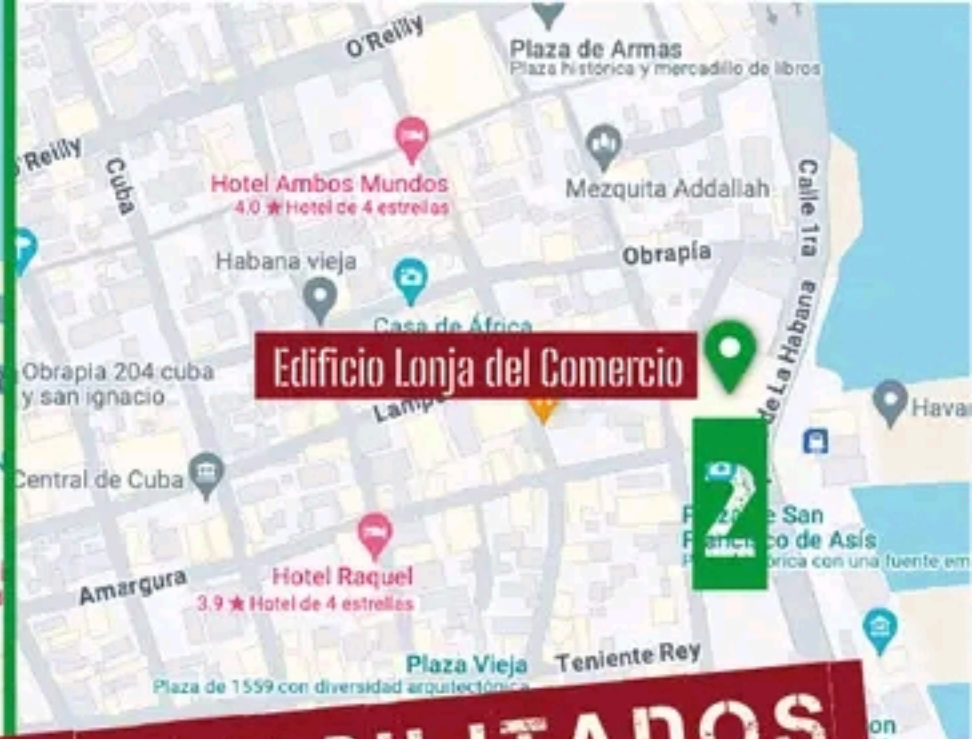 O'Reilly
Plaza de Armas
Plaza histórica y mercadillo de libros
O'Reilly
Cuba
Hotel Ambos Mundos
4.0 ★ Hotel de 4 estrellas
Mezquita Addallah
Calle 1ra
Habana vieja
Obrapía
Casa de África
de La Habana
Edificio Lonja del Comercio
Obrapia 204 cuba
y san ignacio
Central de Cuba
2
de San
de Asís
con una fuente
Hotel Raquel
3.9 ★ Hotel de 4 estrellas
Amargura
Plaza Vieja
Plaza de 1559 con diversidad arquitectónica
Teniente Rey